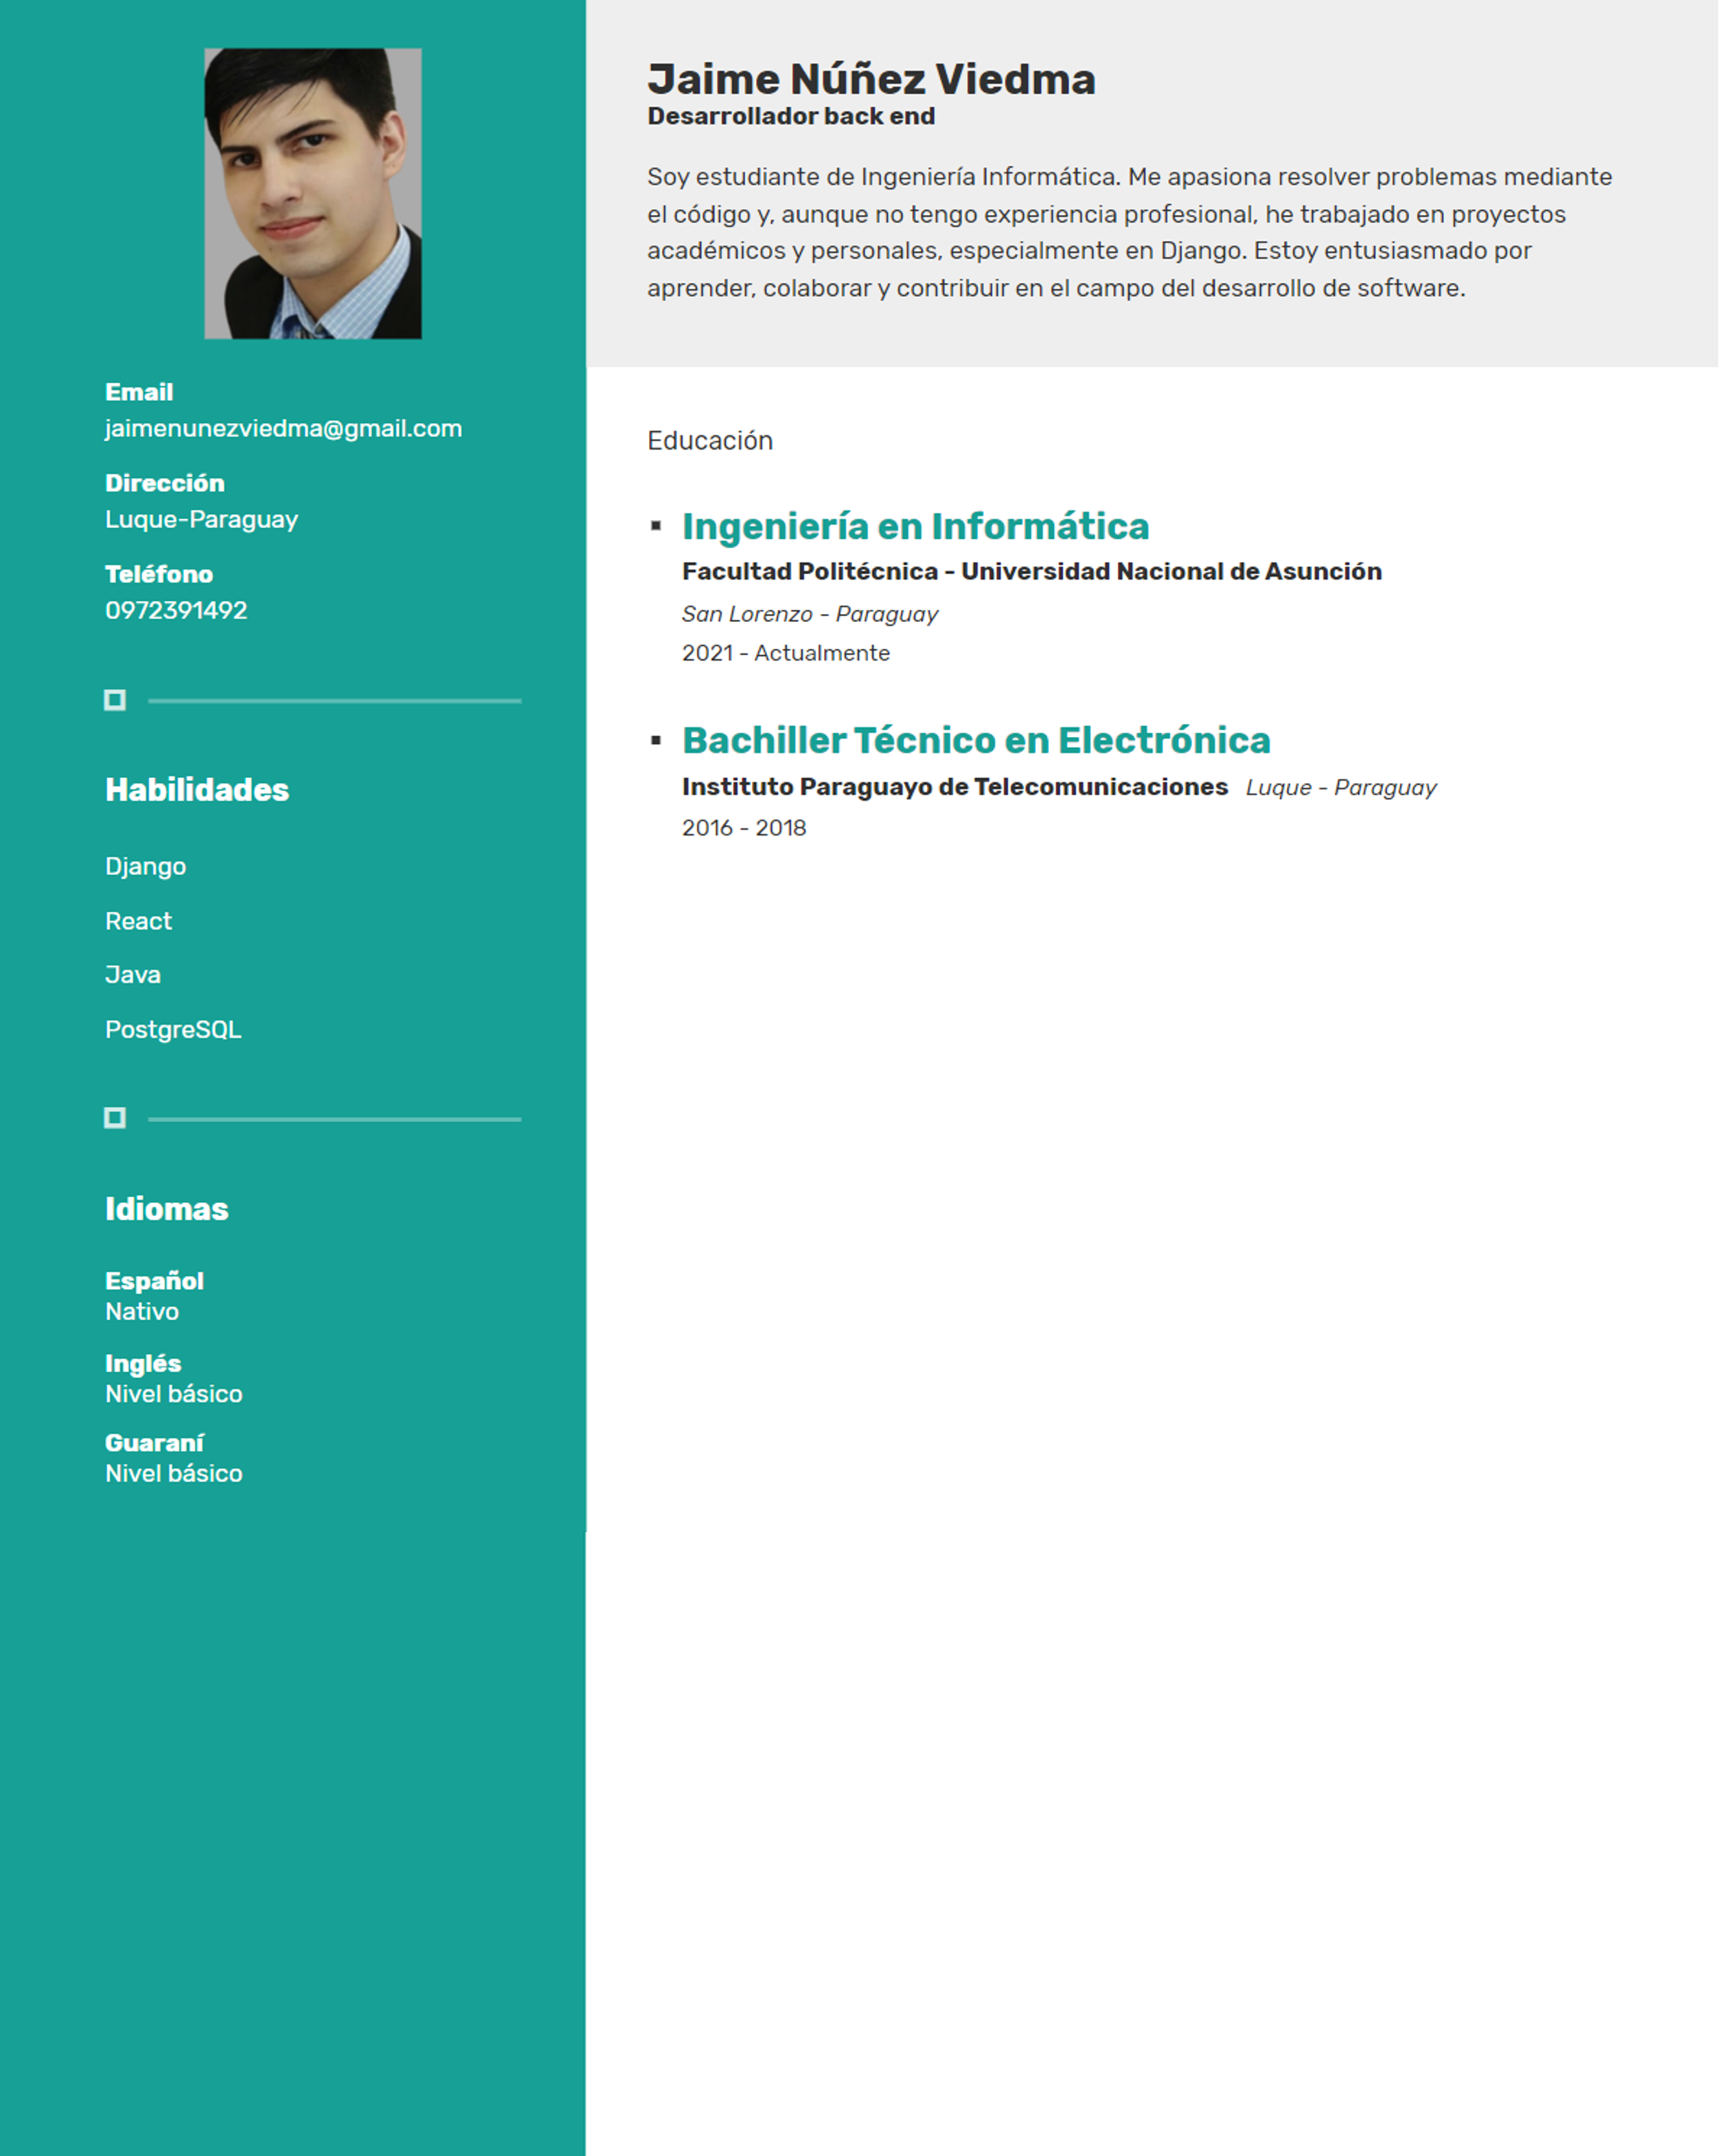 Jaime Núñez Viedma
Desarrollador back end
Soy estudiante de Ingeniería Informática. Me apasiona resolver problemas mediante
el código y, aunque no tengo experiencia profesional, he trabajado en proyectos
académicos y personales, especialmente en Django. Estoy entusiasmado por
aprender, colaborar y contribuir en el campo del desarrollo de software.
Email
jaimenunezviedma@gmail.com
Dirección
Luque-Paraguay
Teléfono
0972391492
Habilidades
Django
React
Java
PostgreSQL
Idiomas
Español
Nativo
Inglés
Nivel básico
Guaraní
Nivel básico
Educación
Ingeniería en Informática
Facultad Politécnica - Universidad Nacional de Asunción
San Lorenzo - Paraguay
2021 - Actualmente
Bachiller Técnico en Electrónica
Instituto Paraguayo de Telecomunicaciones Luque - Paraguay
2016 - 2018